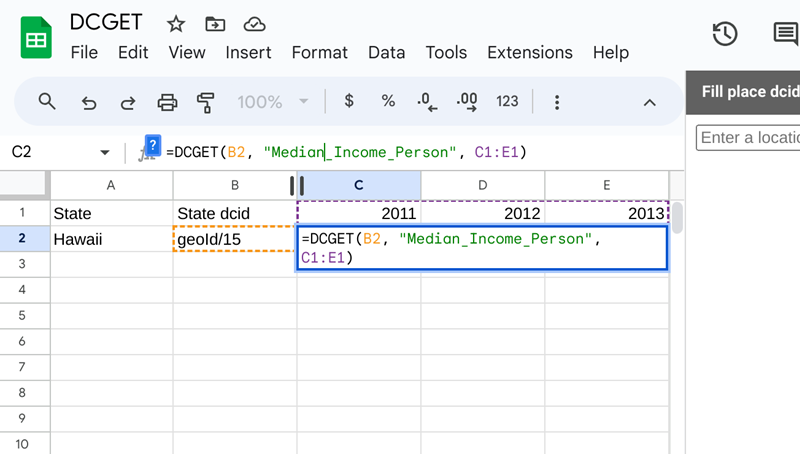 DCGET
File Edit View Insert Format Data Tools Extensions Help
100% $ % .0 .00 123
Fill place dcid
C2 ? =DCGET(B2, "Median_Income_Person", C1:E1)
Enter a locatio
A B C D E
1 State State dcid 2011 2012 2013
2 Hawaii geoId/15 =DCGET(B2, "Median_Income_Person",
C1:E1)
3
4
5
6
7
8
9
10